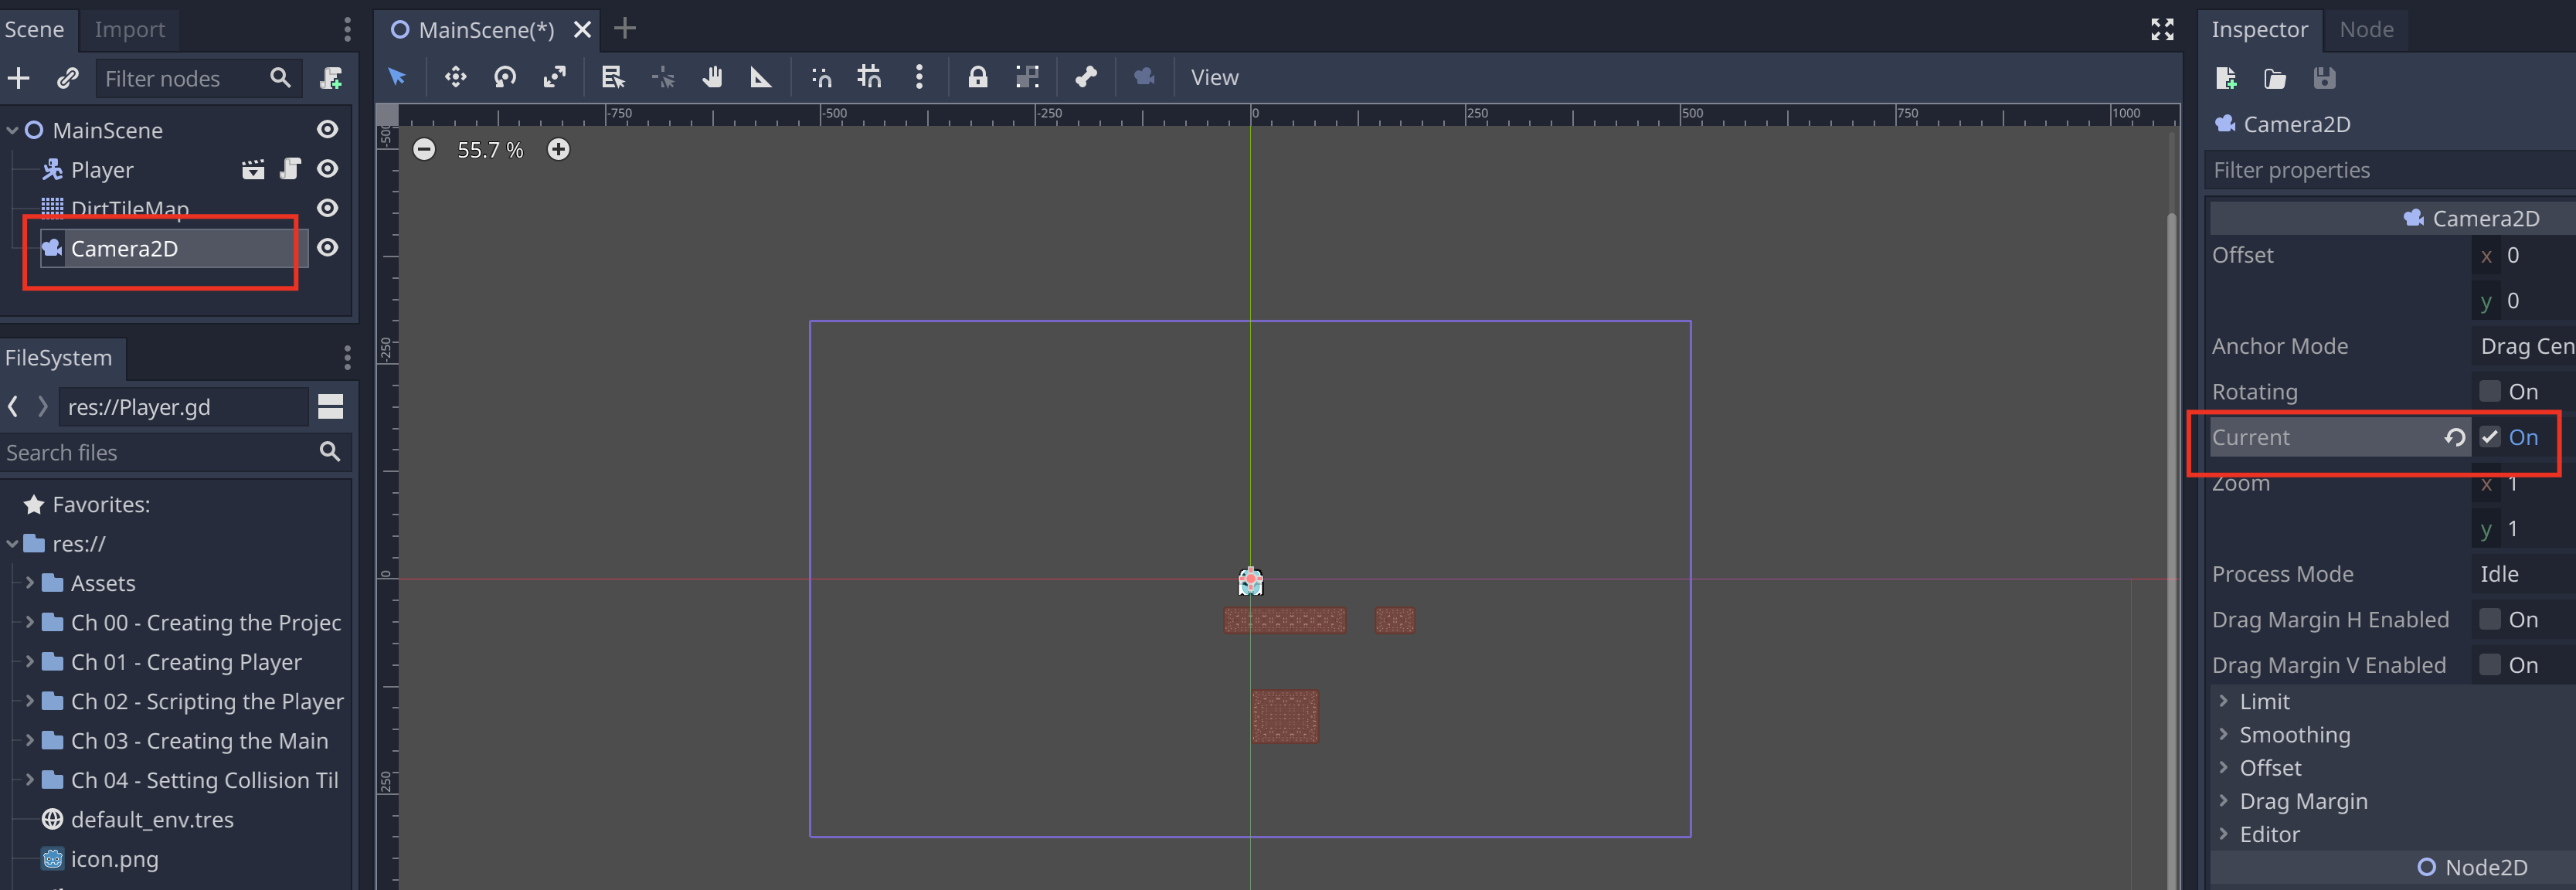 Scene Import
Filter nodes
MainScene
Player
DirtTileMap
Camera2D
FileSystem
res://Player.gd
Search files
Favorites:
res://
Assets
Ch 00 - Creating the Projec
Ch 01 - Creating Player
Ch 02 - Scripting the Player
Ch 03 - Creating the Main
Ch 04 - Setting Collision Til
default_env.tres
icon.png
MainScene(*)
View
-750 -500 -250 0 250 500 750 1000
-500
-250
0
250
55.7 %
Inspector Node
Camera2D
Filter properties
Camera2D
Offset x 0
y 0
Anchor Mode Drag Cen
Rotating On
Current On
Zoom x 1
y 1
Process Mode Idle
Drag Margin H Enabled On
Drag Margin V Enabled On
Limit
Smoothing
Offset
Drag Margin
Editor
Node2D